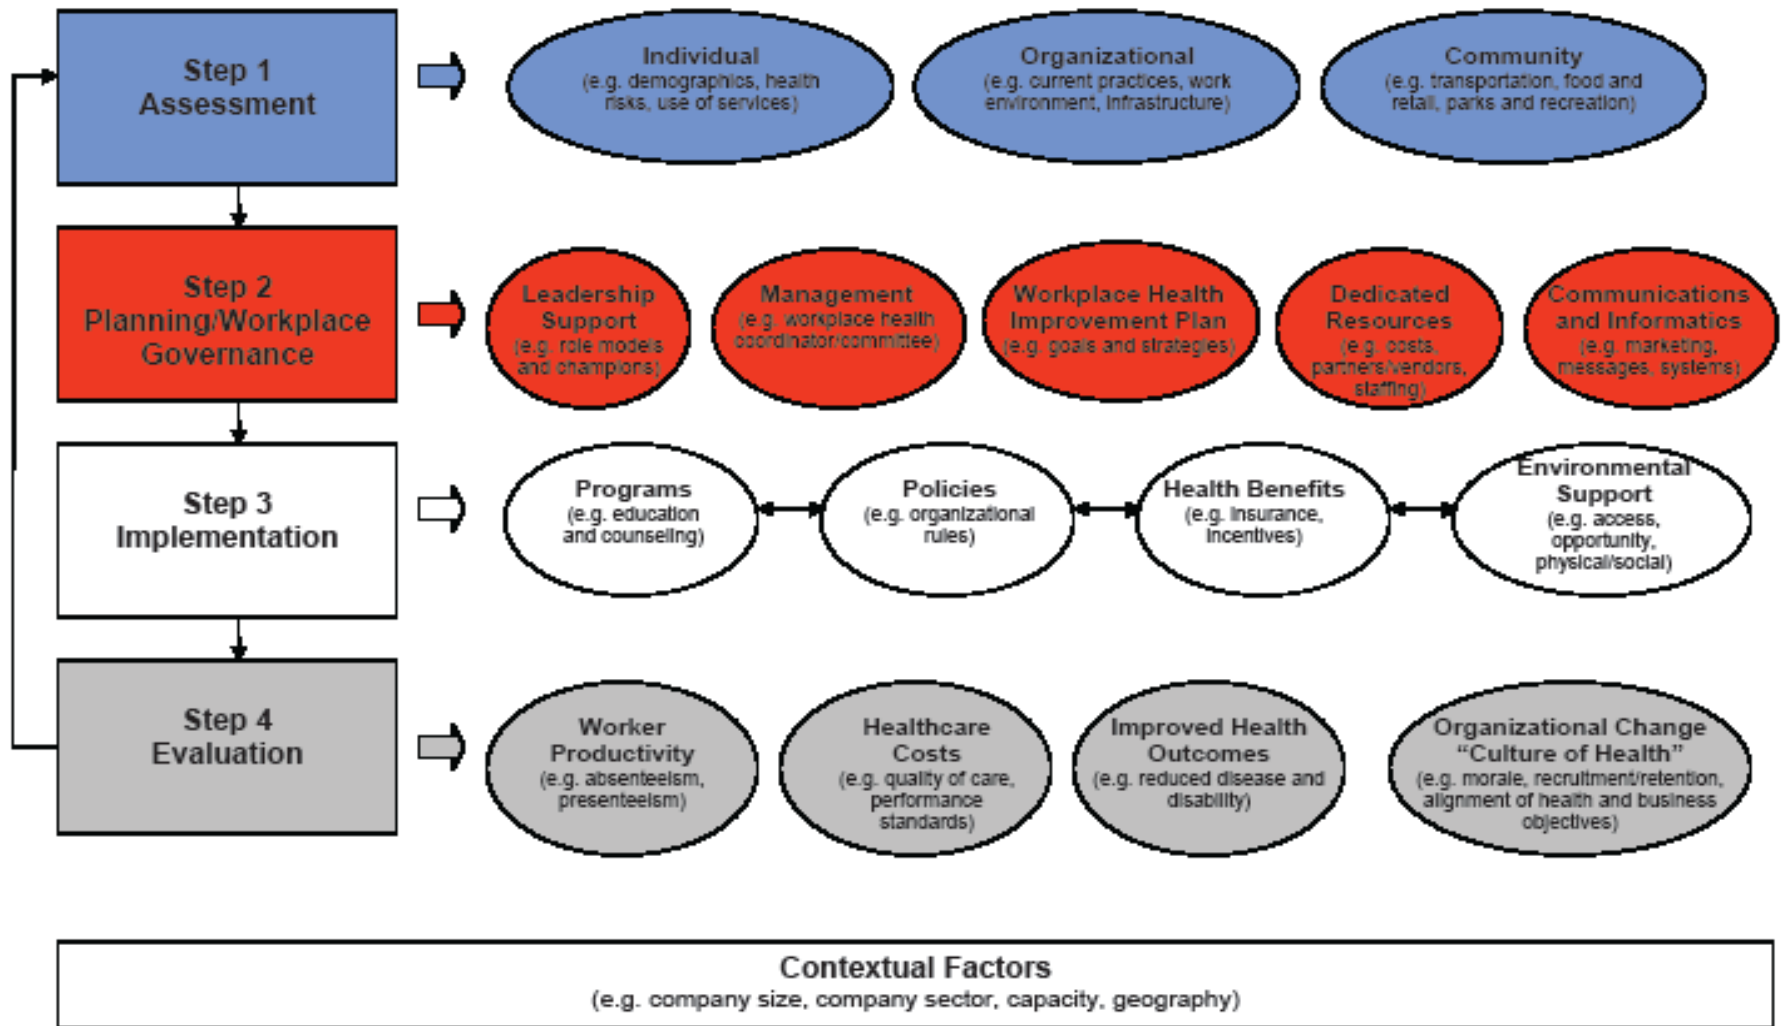 Step 1
Assessment
Individual
(e.g. demographics, health
risks, use of services)
Organizational
(e.g. current practices, work
environment, infrastructure)
Community
(e.g. transportation, food and
retail, parks and recreation)
Step 2
Planning/Workplace
Governance
Leadership
Support
(e.g. role models
and champions)
Management
(e.g. workplace health
coordinator/committee)
Workplace Health
Improvement Plan
(e.g. goals and strategies)
Dedicated
Resources
(e.g. costs,
partners/vendors,
staffing)
Communications
and Informatics
(e.g. marketing,
messages, systems)
Step 3
Implementation
Programs
(e.g. education
and counseling)
Policies
(e.g. organizational
rules)
Health Benefits
(e.g. insurance,
incentives)
Environmental
Support
(e.g. access,
opportunity,
physical/social)
Step 4
Evaluation
Worker
Productivity
(e.g. absenteeism,
presenteeism)
Healthcare
Costs
(e.g. quality of care,
performance
standards)
Improved Health
Outcomes
(e.g. reduced disease and
disability)
Organizational Change
“Culture of Health”
(e.g. morale, recruitment/retention,
alignment of health and business
objectives)
Contextual Factors
(e.g. company size, company sector, capacity, geography)